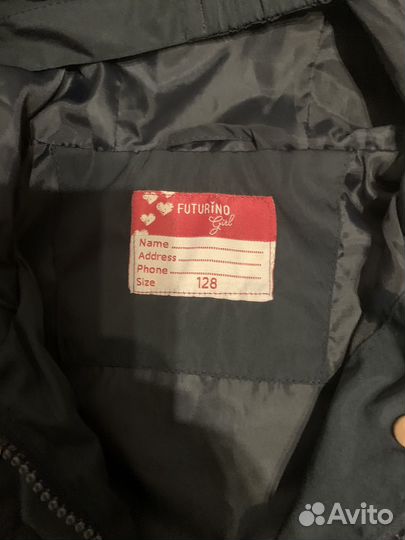 FUTURINO
Girl
Name
Address
Phone
Size 128
Avito